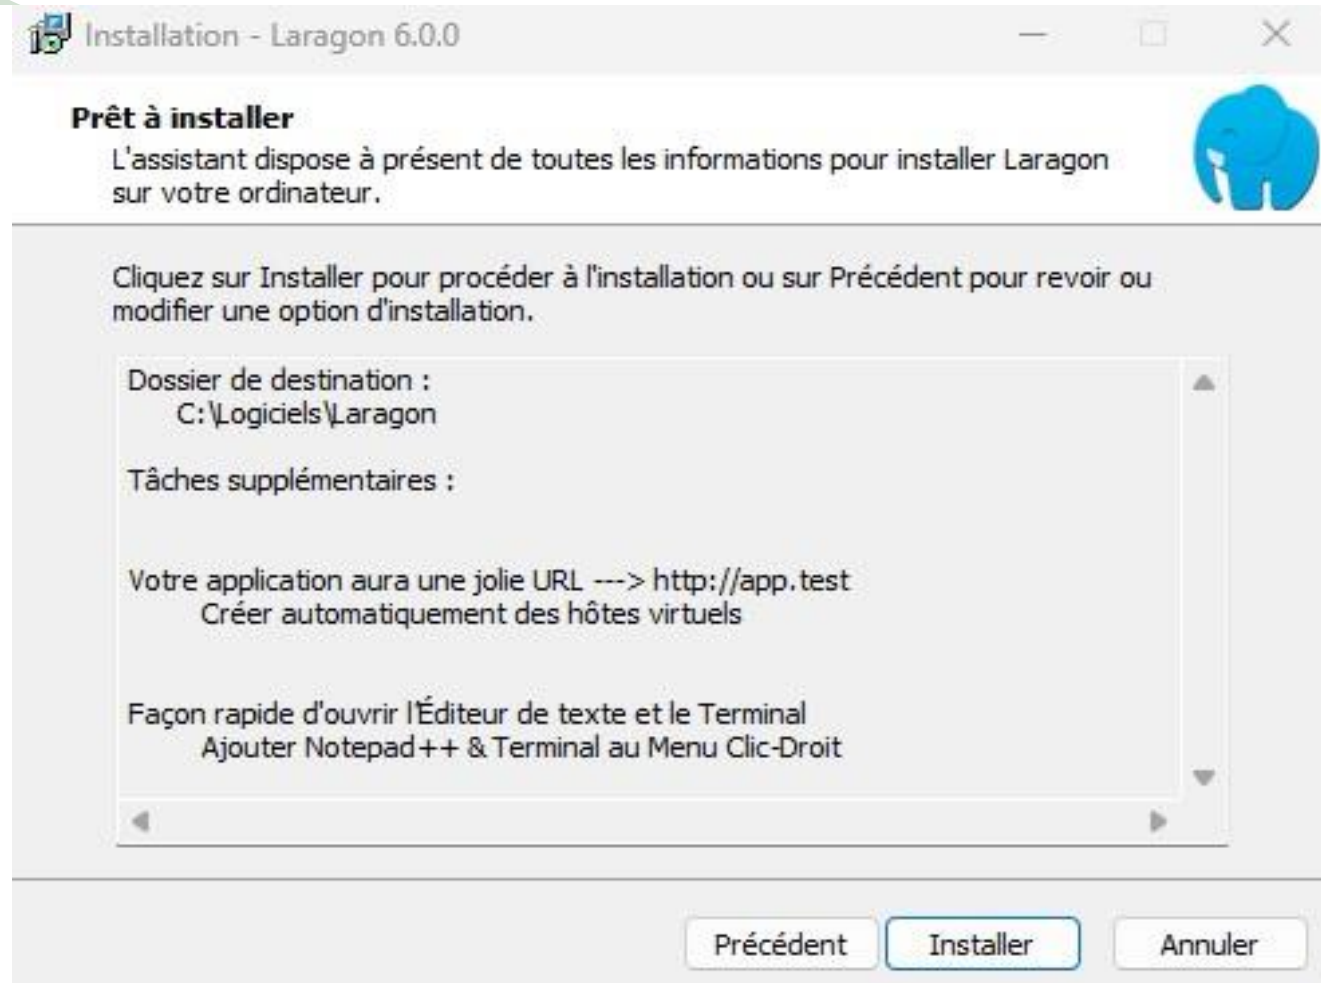 Installation - Laragon 6.0.0
Prêt à installer
L'assistant dispose à présent de toutes les informations pour installer Laragon
sur votre ordinateur.
Cliquez sur Installer pour procéder à l'installation ou sur Précédent pour revoir ou
modifier une option d'installation.
Dossier de destination :
C:\Logiciels\Laragon
Tâches supplémentaires :
Votre application aura une jolie URL ---> http://app.test
Créer automatiquement des hôtes virtuels
Façon rapide d'ouvrir l'Éditeur de texte et le Terminal
Ajouter Notepad++ & Terminal au Menu Clic-Droit
Précédent Installer Annuler